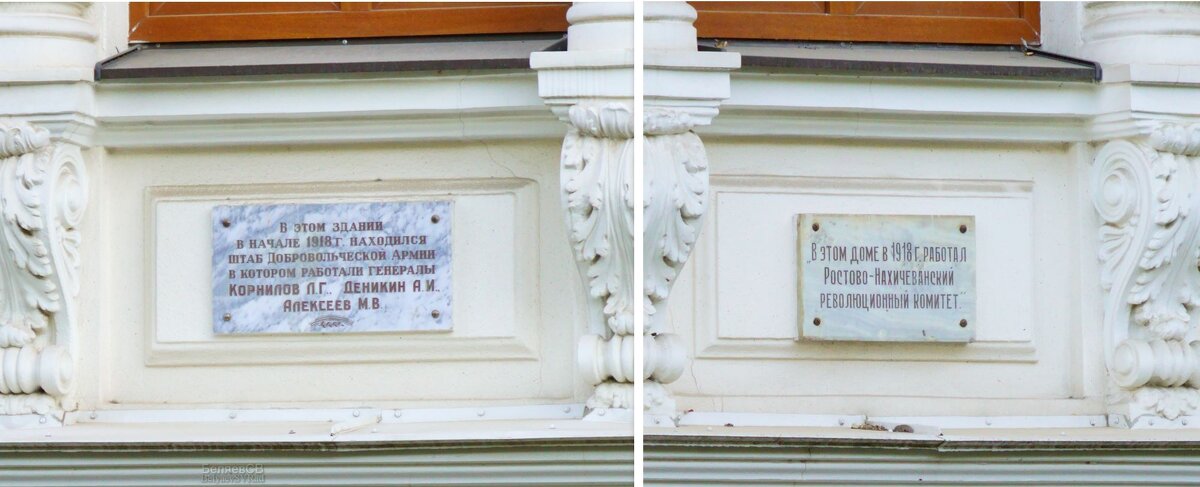 В ЭТОМ ЗДАНИИ
В НАЧАЛЕ 1918 Г. НАХОДИЛСЯ
ШТАБ ДОБРОВОЛЬЧЕСКОЙ АРМИИ
В КОТОРОМ РАБОТАЛИ ГЕНЕРАЛЫ
КОРНИЛОВ Л.Г., ДЕНИКИН А.И.,
АЛЕКСЕЕВ М.В.
„В ЭТОМ ДОМЕ В 1918 Г. РАБОТАЛ
РОСТОВО-НАХИЧЕВАНСКИЙ
РЕВОЛЮЦИОННЫЙ КОМИТЕТ."
БеляевСВ